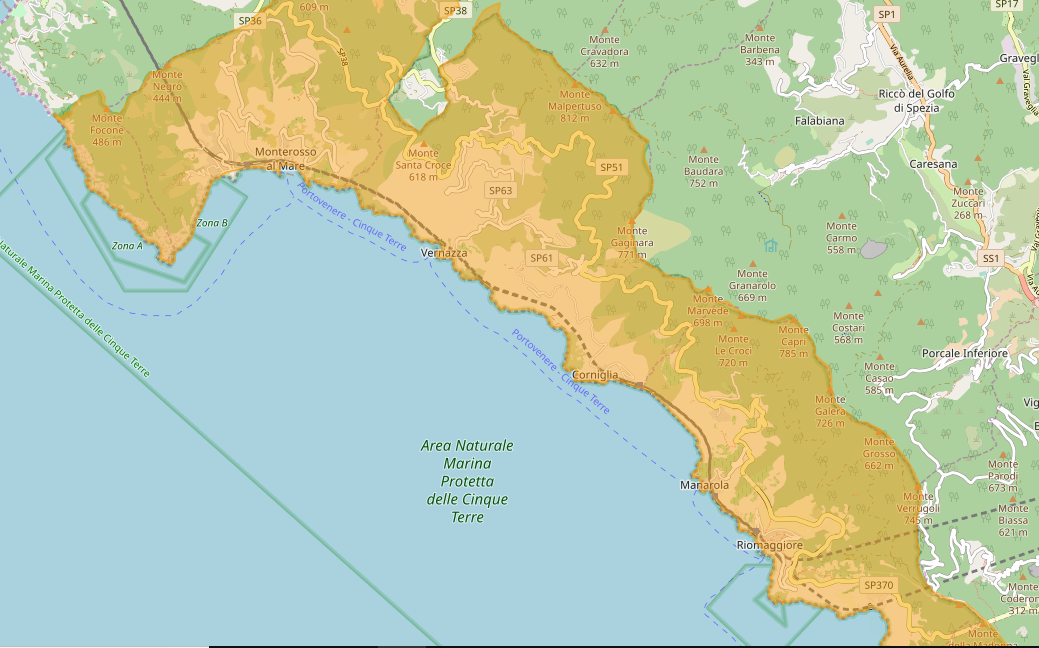 609 m
SP36
SP38
SP38
SP1
SP17
Via Aurelia
Val Graveglia
Monte
Cravadora
632 m
Monte
Barbena
343 m
Gravegl
Monte
Negro
444 m
Monte
Malpertuso
812 m
Riccò del Golfo
di Spezia
Falabiana
Monte
Focone
486 m
Monterosso
al Mare
Monte
Santa Croce
618 m
SP51
SP63
Monte
Baudara
752 m
Caresana
Monte
Zuccari
268 m
Portovenere - Cinque Terre
Zona B
Zona A
Monte
Gaginara
771 m
Monte
Carmo
558 m
Vernazza
SP61
SS1
Monte
Granarolo
669 m
Naturale Marina Protetta delle Cinque Terre
Monte
Marvede
698 m
Monte
Capri
785 m
Monte
Costari
568 m
Monte
Le Croci
720 m
Porcale Inferiore
Portovenere - Cinque Terre
Corniglia
Monte
Casao
585 m
Monte
Galera
726 m
Vig
Area Naturale
Marina
Protetta
delle Cinque
Terre
Monte
Grosso
662 m
Monte
Parodi
673 m
Manarola
Monte
Verrugoli
745 m
Monte
Biassa
621 m
Riomaggiore
SP370
Monte
Coderon
312 m
Monte
della Madonna